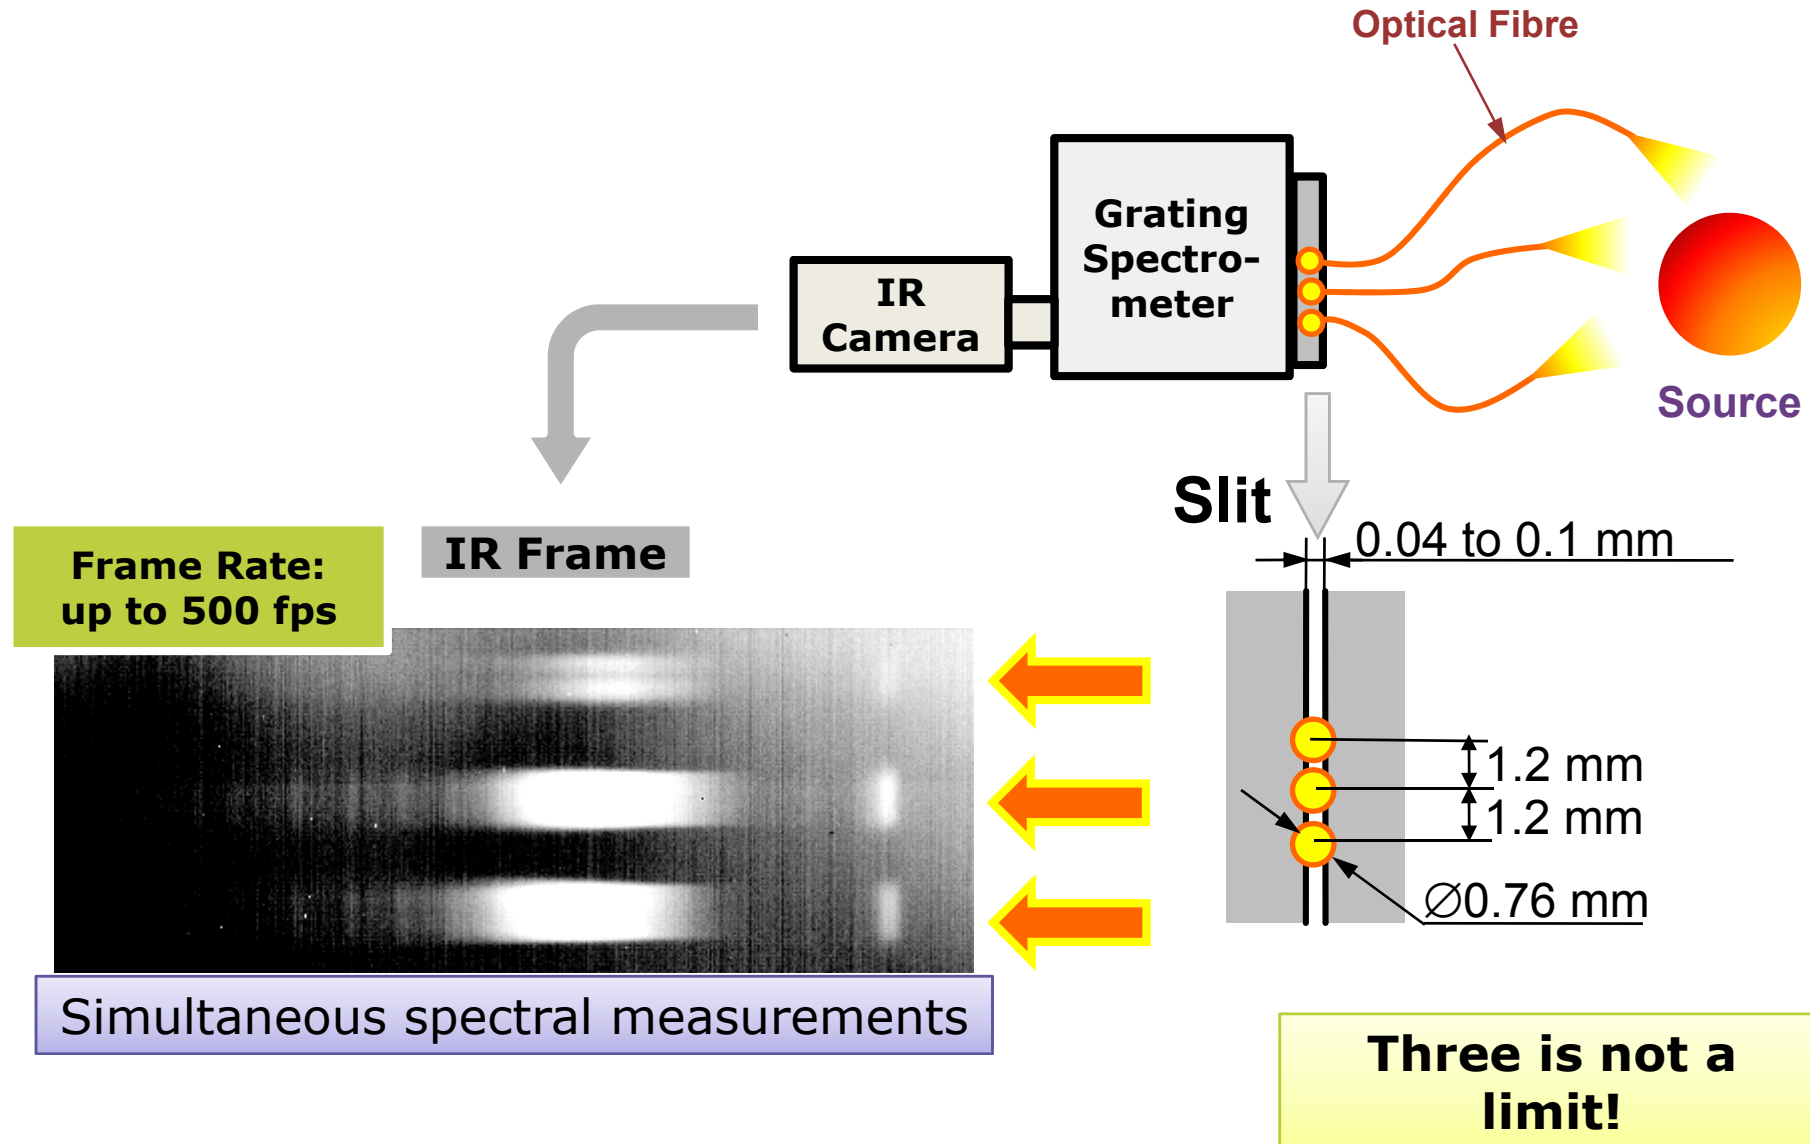 Optical Fibre
Grating
Spectro-
meter
IR
Camera
Source
Slit
0.04 to 0.1 mm
Frame Rate:
up to 500 fps
IR Frame
1.2 mm
1.2 mm
∅0.76 mm
Simultaneous spectral measurements
Three is not a
limit!